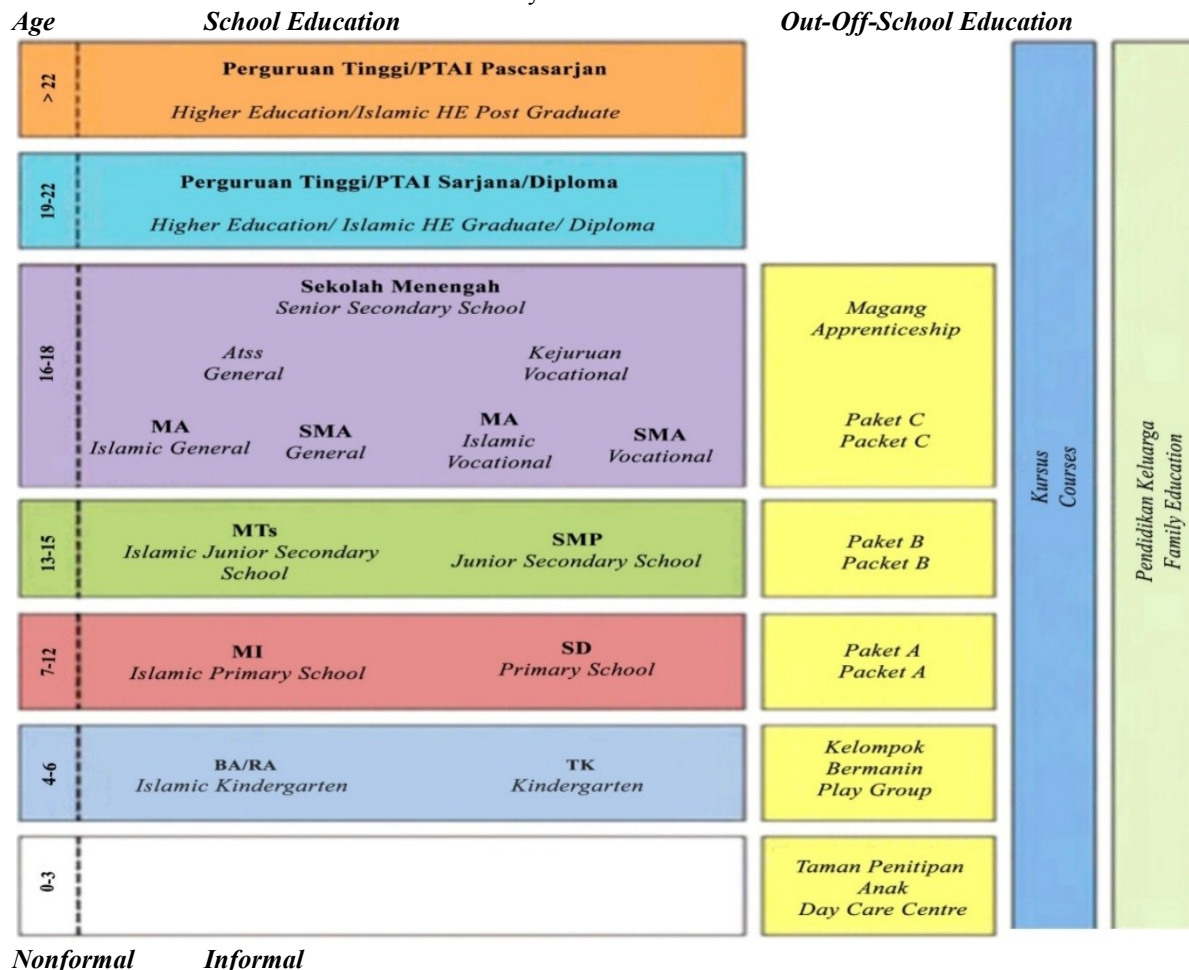 Age School Education Out-Off-School Education
> 22
Perguruan Tinggi/PTAI Pascasarjan
Higher Education/Islamic HE Post Graduate
19-22
Perguruan Tinggi/PTAI Sarjana/Diploma
Higher Education/ Islamic HE Graduate/ Diploma
16-18
Sekolah Menengah
Senior Secondary School
Atss
General
Kejuruan
Vocational
MA
Islamic General
SMA
General
MA
Islamic
Vocational
SMA
Vocational
Magang
Apprenticeship
Paket C
Packet C
13-15
MTs
Islamic Junior Secondary
School
SMP
Junior Secondary School
Paket B
Packet B
7-12
MI
Islamic Primary School
SD
Primary School
Paket A
Packet A
4-6
BA/RA
Islamic Kindergarten
TK
Kindergarten
Kelompok
Bermanin
Play Group
0-3
Taman Penitipan
Anak
Day Care Centre
Kursus
Courses
Pendidikan Keluarga
Family Education
Nonformal Informal